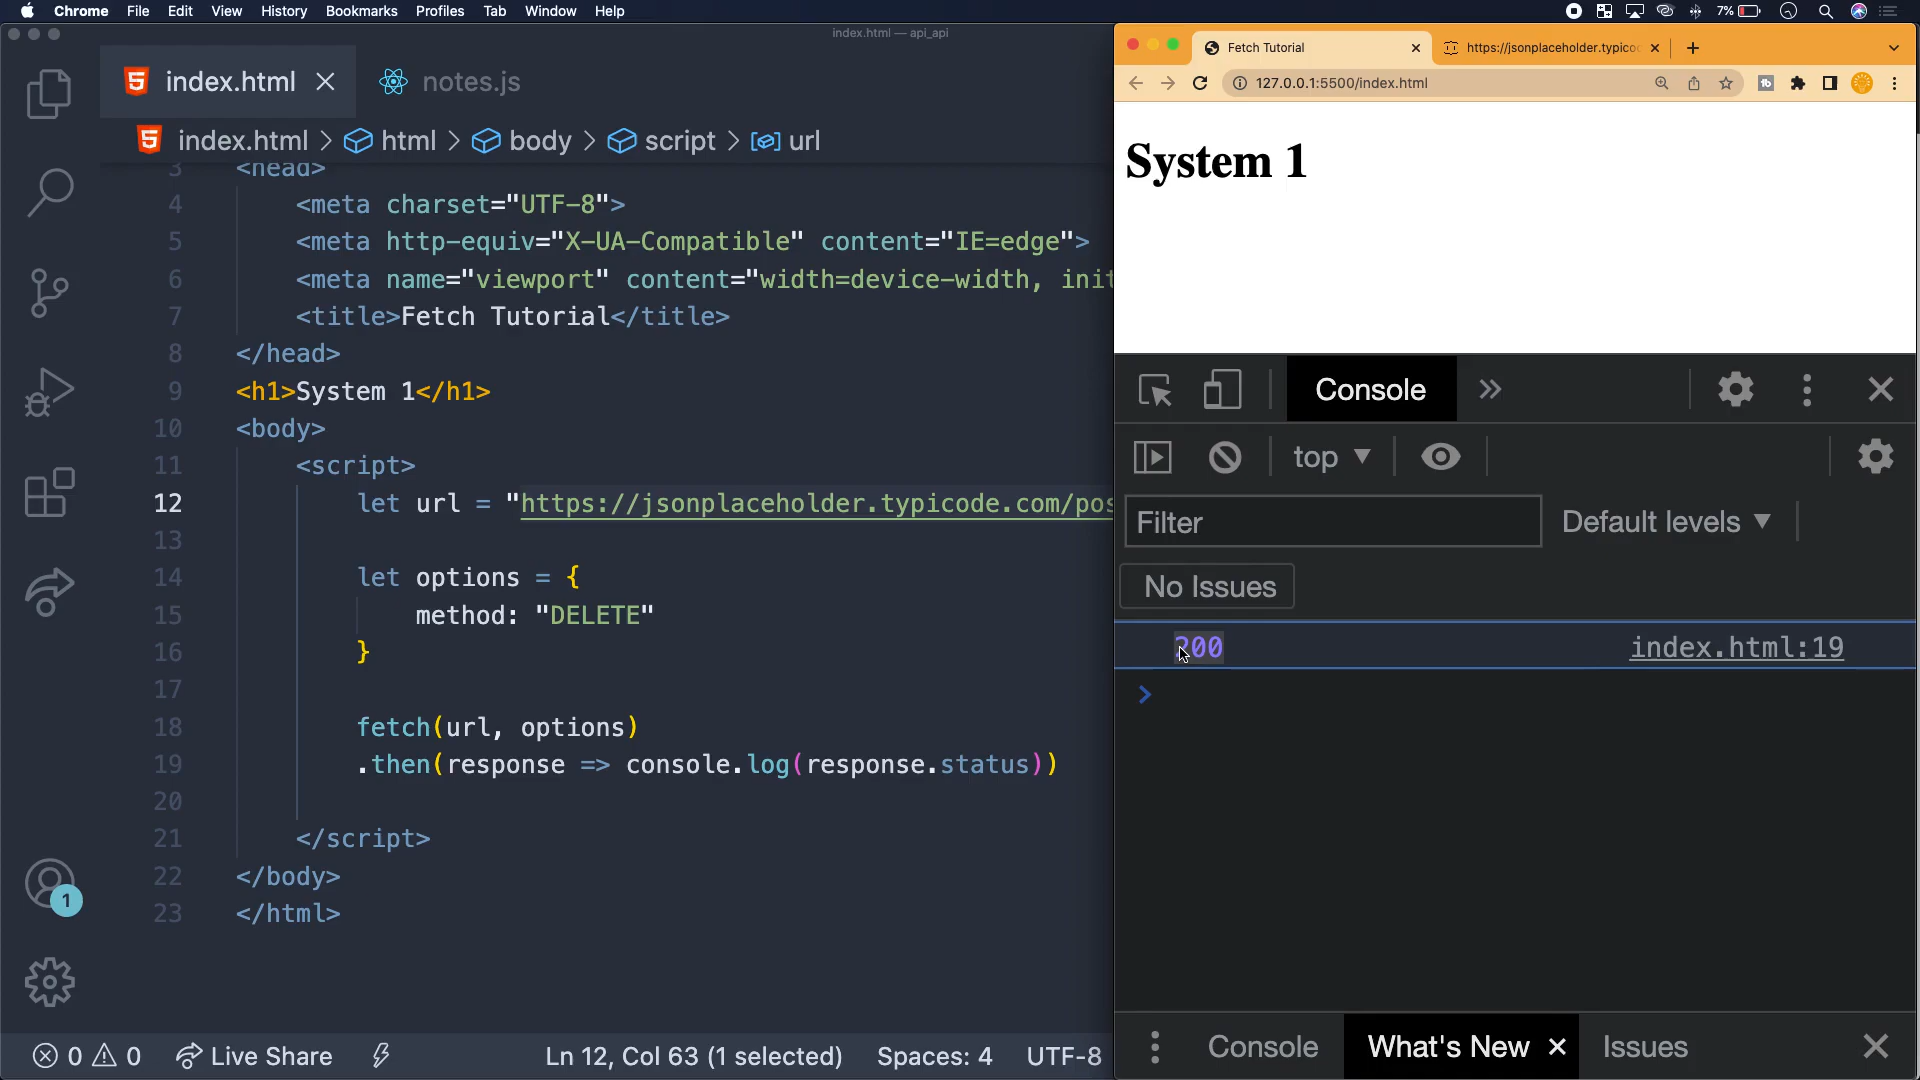 Chrome File Edit View History Bookmarks Profiles Tab Window Help 7%
index.html — api_api
index.html notes.js
index.html > html > body > script > url
3 <head>
4 <meta charset="UTF-8">
5 <meta http-equiv="X-UA-Compatible" content="IE=edge">
6 <meta name="viewport" content="width=device-width, init
7 <title>Fetch Tutorial</title>
8 </head>
9 <h1>System 1</h1>
10 <body>
11 <script>
12 let url = "https://jsonplaceholder.typicode.com/pos
13
14 let options = {
15 method: "DELETE"
16 }
17
18 fetch(url, options)
19 .then(response => console.log(response.status))
20
21 </script>
22 </body>
23 </html>
1
0 0 Live Share Ln 12, Col 63 (1 selected) Spaces: 4 UTF-8
Fetch Tutorial https://jsonplaceholder.typico
127.0.0.1:5500/index.html
System 1
Console
top
Filter Default levels
No Issues
200 index.html:19
Console What's New Issues